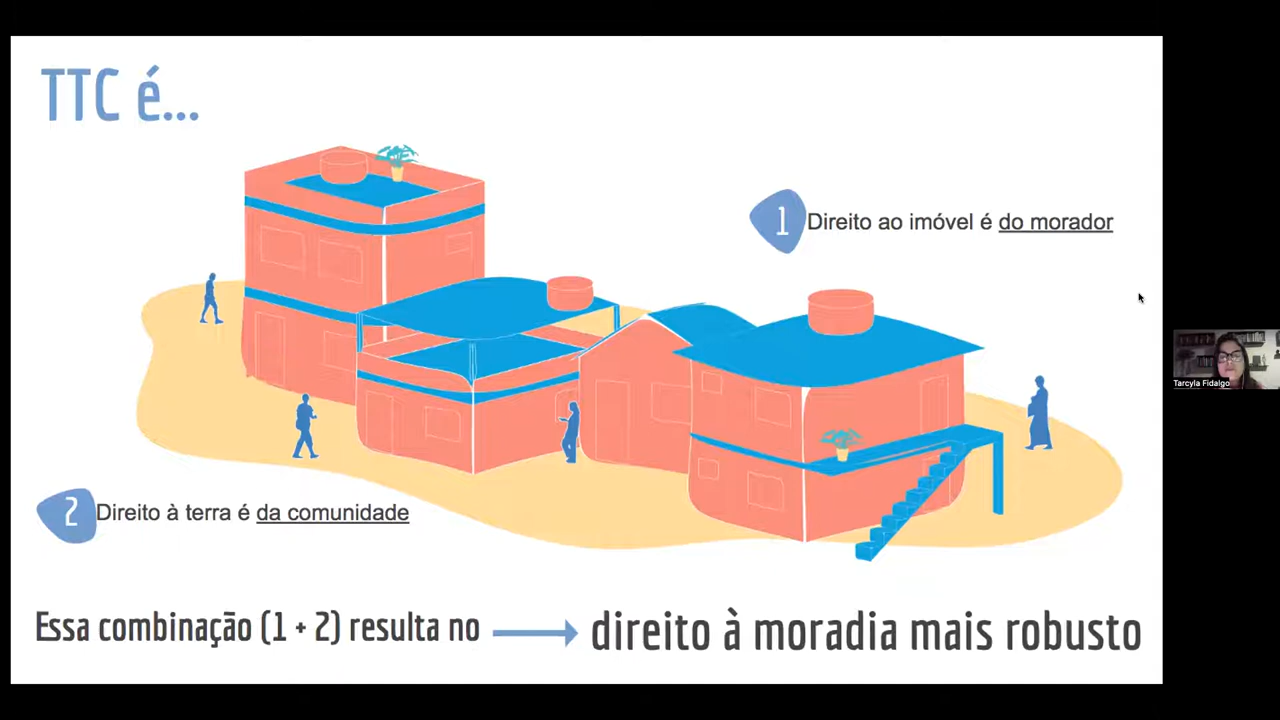 TTC é...
1 Direito ao imóvel é do morador
2 Direito à terra é da comunidade
Essa combinação (1 + 2) resulta no direito à moradia mais robusto
Tarcyla Fidalgo